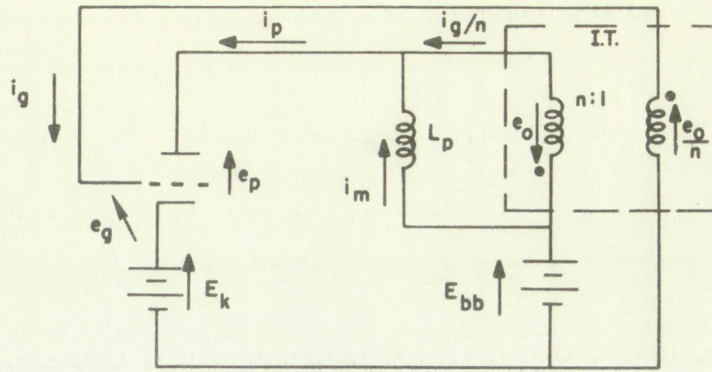 i_p
i_g/n
I.T.
i_g
n:1
e_o
L_p
e_o/n
e_p
i_m
e_g
E_k
E_bb